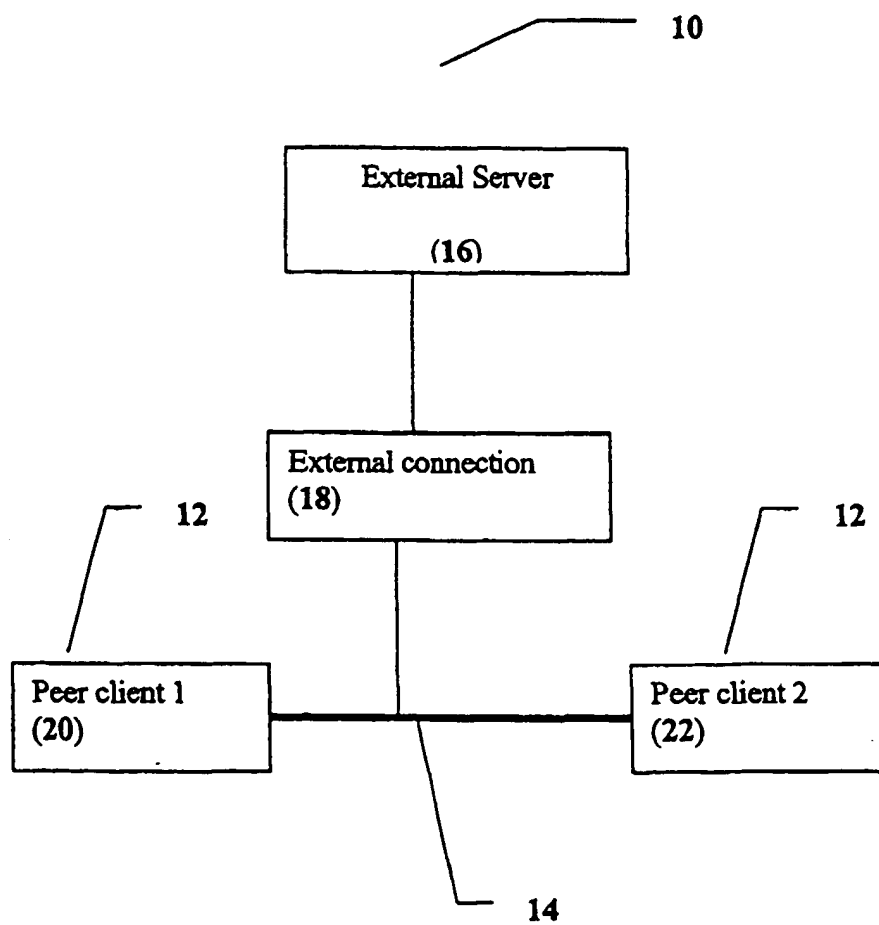 10
External Server
(16)
External connection
(18)
12
12
Peer client 1
(20)
Peer client 2
(22)
14